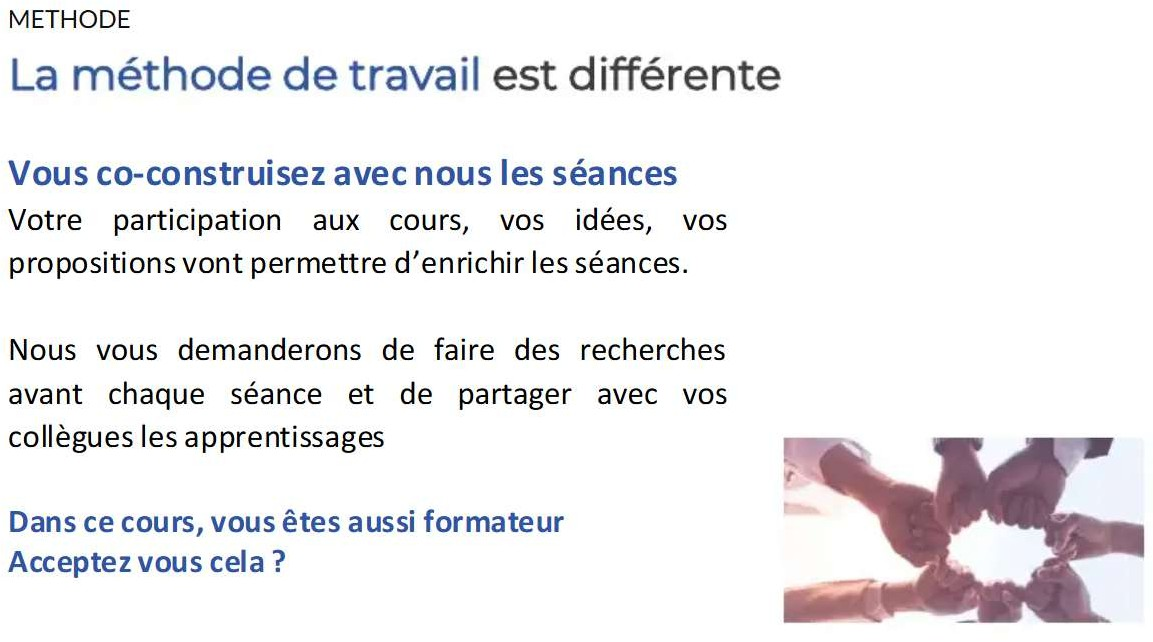 METHODE
La méthode de travail est différente
Vous co-construisez avec nous les séances
Votre participation aux cours, vos idées, vos
propositions vont permettre d’enrichir les séances.
Nous vous demanderons de faire des recherches
avant chaque séance et de partager avec vos
collègues les apprentissages
Dans ce cours, vous êtes aussi formateur
Acceptez vous cela ?